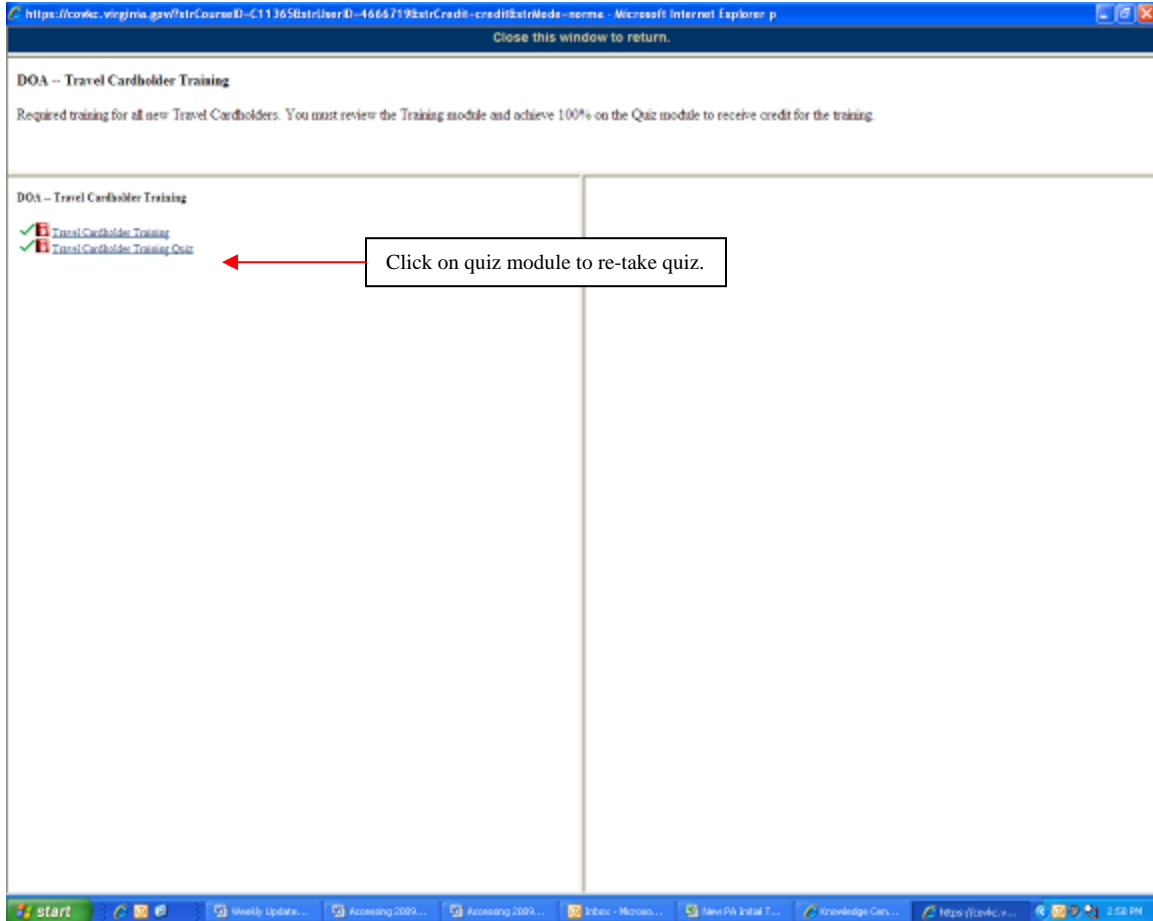 https://covkc.virginia.gov/?strCourseID=C11365&strUserID=4666719&strCredit=credit&strMode=norma - Microsoft Internet Explorer p
Close this window to return.
DOA -- Travel Cardholder Training
Required training for all new Travel Cardholders. You must review the Training module and achieve 100% on the Quiz module to receive credit for the training.
DOA -- Travel Cardholder Training
Travel Cardholder Training
Travel Cardholder Training Quiz
Click on quiz module to re-take quiz.
start
Weekly Update...
Accessing 2009...
Accessing 2009...
Inbox - Microso...
New PA Initial T...
Knowledge Cen...
https://covkc.v...
2:58 PM